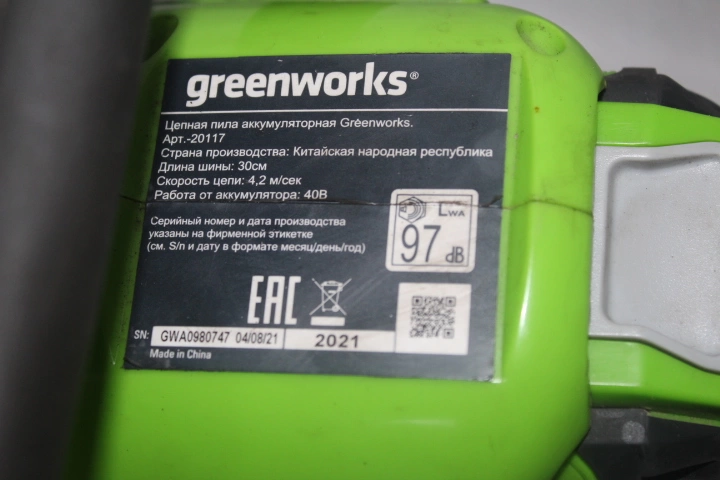 greenworks®
Цепная пила аккумуляторная Greenworks.
Арт.-20117
Страна производства: Китайская народная республика
Длина шины: 30см
Скорость цепи: 4,2 м/сек
Работа от аккумулятора: 40В
Серийный номер и дата производства
указаны на фирменной этикетке
(см. S/n и дату в формате месяц/день/год)
LWA
97 dB
EAC
SN: GWA0980747 04/08/21 2021
Made in China